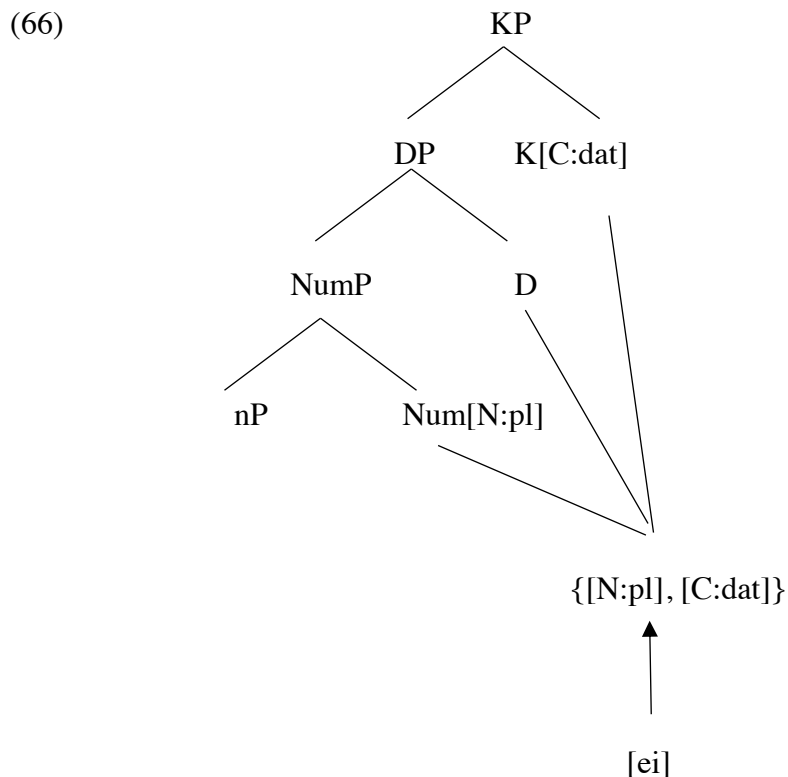 (66) KP
DP K[C:dat]
NumP D
nP Num[N:pl]
{[N:pl], [C:dat]}
[ei]